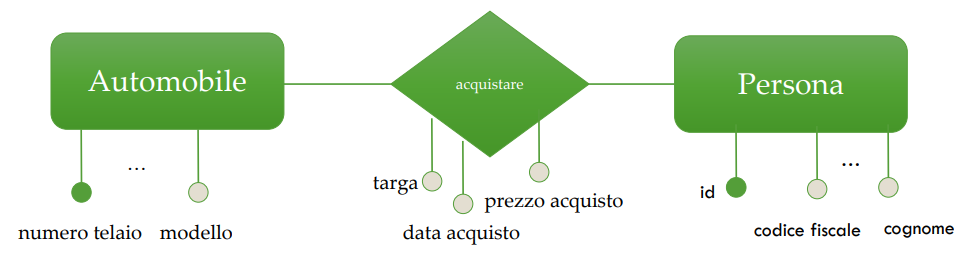 Automobile
acquistare
Persona
...
...
targa
prezzo acquisto
id
numero telaio
modello
data acquisto
codice fiscale
cognome